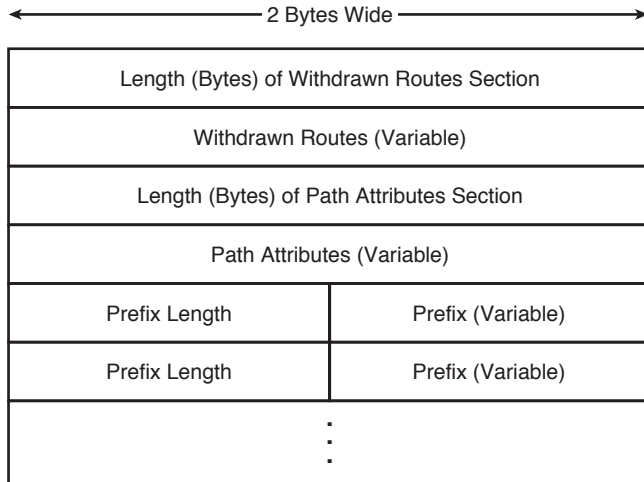 2 Bytes Wide
Length (Bytes) of Withdrawn Routes Section
Withdrawn Routes (Variable)
Length (Bytes) of Path Attributes Section
Path Attributes (Variable)
Prefix Length Prefix (Variable)
Prefix Length Prefix (Variable)